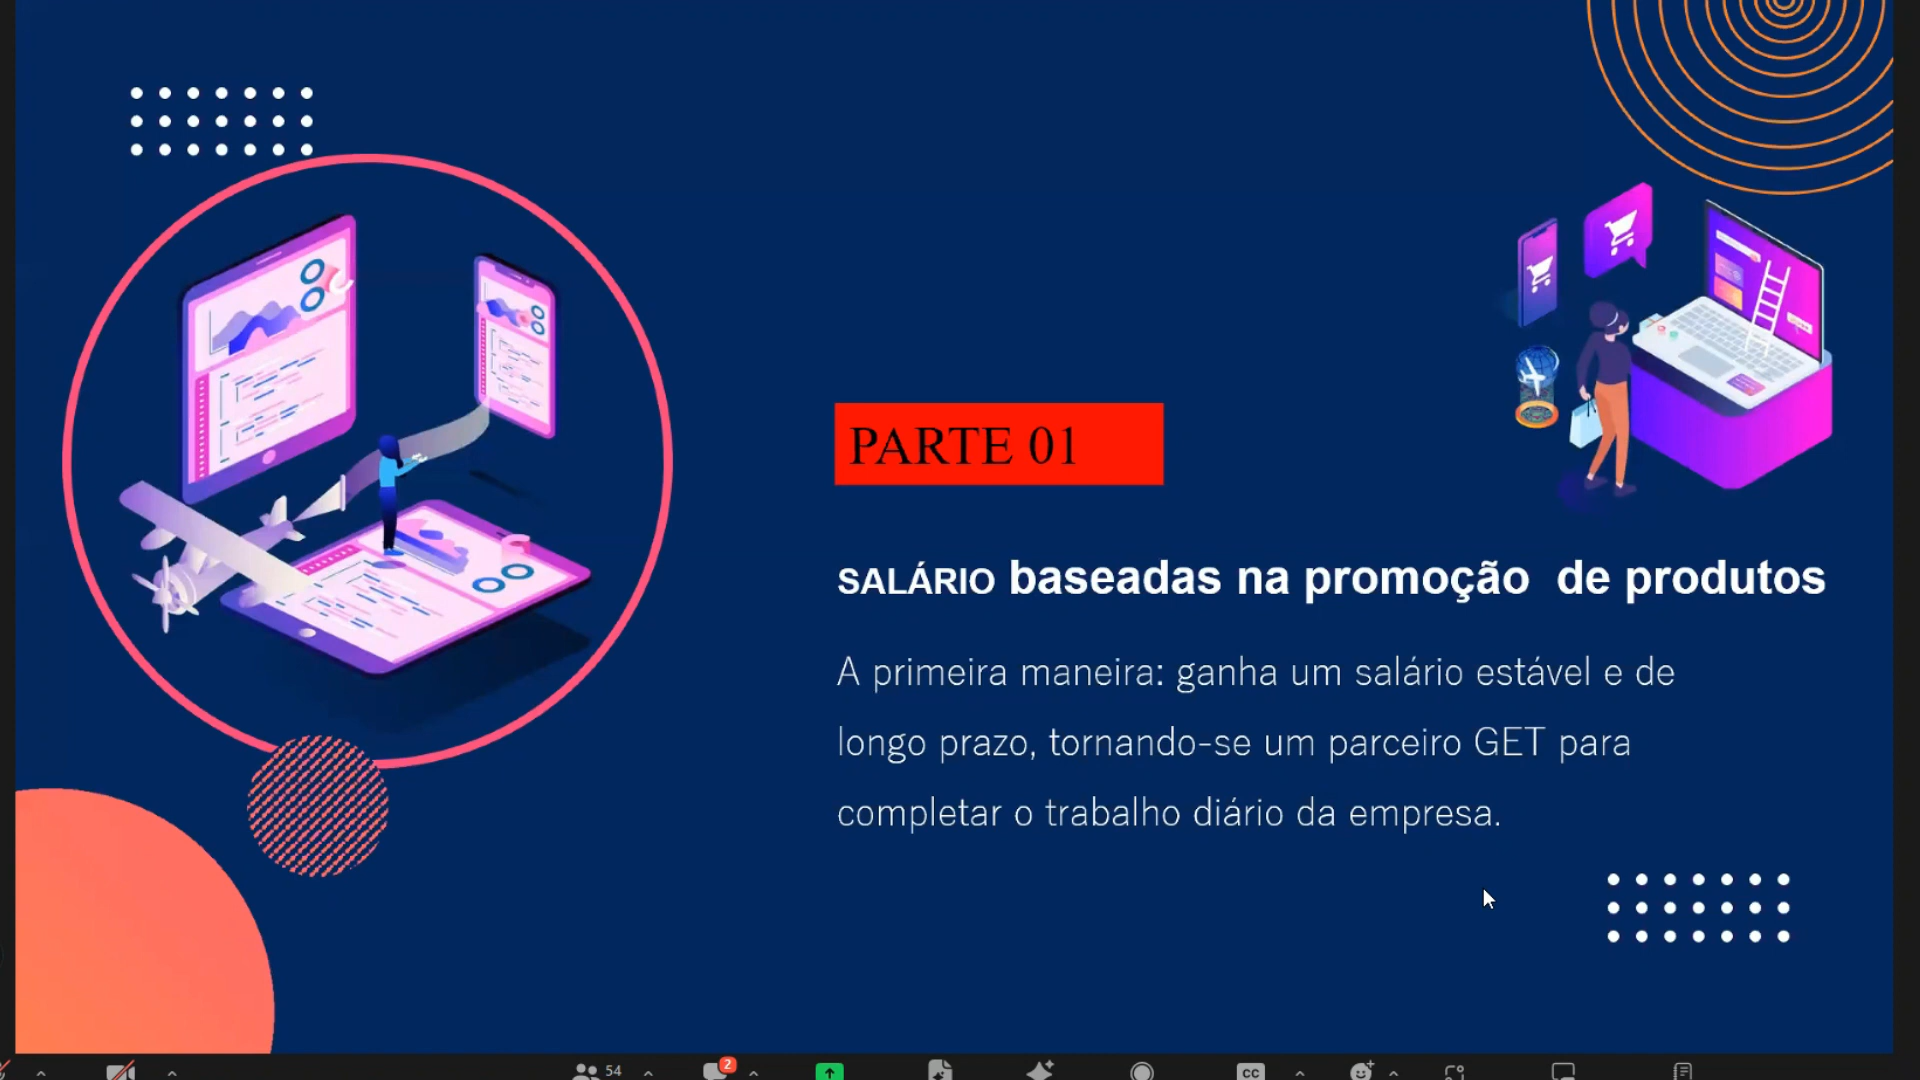 PARTE 01
SALÁRIO baseadas na promoção de produtos
A primeira maneira: ganha um salário estável e de
longo prazo, tornando-se um parceiro GET para
completar o trabalho diário da empresa.
54
2
CC